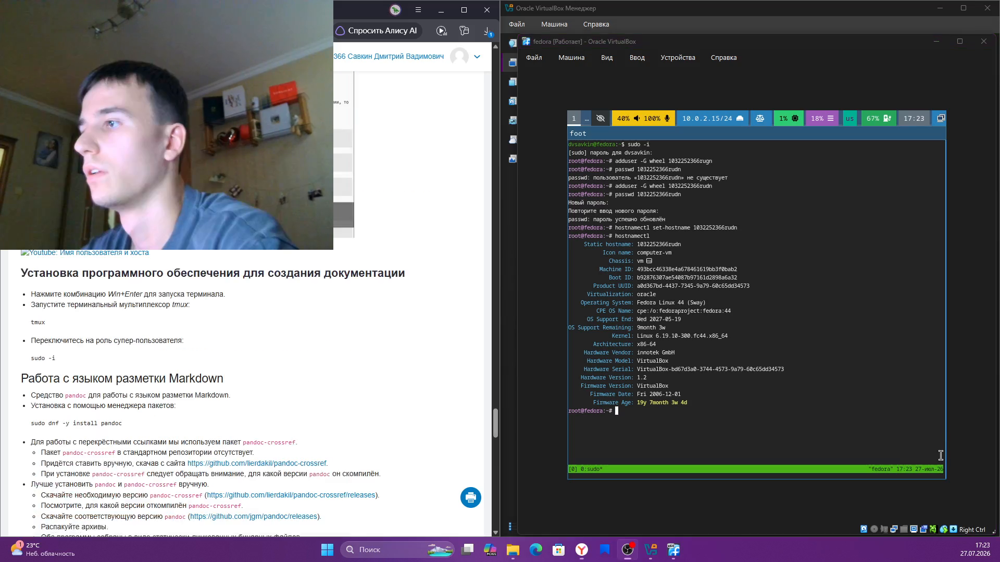 Спросить Алису AI
1
366 Савкин Дмитрий Вадимович
ии, то
Youtube: Имя пользователя и хоста
Установка программного обеспечения для создания документации
Нажмите комбинацию Win+Enter для запуска терминала.
Запустите терминальный мультиплексор tmux:
tmux
Переключитесь на роль супер-пользователя:
sudo -i
Работа с языком разметки Markdown
Средство pandoc для работы с языком разметки Markdown.
Установка с помощью менеджера пакетов:
sudo dnf -y install pandoc
Для работы с перекрёстными ссылками мы используем пакет pandoc-crossref.
Пакет pandoc-crossref в стандартном репозитории отсутствует.
Придётся ставить вручную, скачав с сайта https://github.com/lierdakil/pandoc-crossref.
При установке pandoc-crossref следует обращать внимание, для какой версии pandoc он скомпилён.
Лучше установить pandoc и pandoc-crossref вручную.
Скачайте необходимую версию pandoc-crossref (https://github.com/lierdakil/pandoc-crossref/releases).
Посмотрите, для какой версии откомпилён pandoc-crossref.
Скачайте соответствующую версию pandoc (https://github.com/jgm/pandoc/releases).
Распакуйте архивы.
Обе программы собраны в виде статически-линкованных бинарных файлов.
Oracle VirtualBox Менеджер
Файл Машина Справка
fedora [Работает] - Oracle VirtualBox
Файл Машина Вид Ввод Устройства Справка
1 ... 40% 100% 10.0.2.15/24 1% 18% us 67% 17:23
foot
dvsavkin@fedora:~$ sudo -i
[sudo] пароль для dvsavkin:
root@fedora:~# adduser -G wheel 1032252366rugn
root@fedora:~# passwd 1032252366rudn
passwd: пользователь «1032252366rudn» не существует
root@fedora:~# adduser -G wheel 1032252366rudn
root@fedora:~# passwd 1032252366rudn
Новый пароль:
Повторите ввод нового пароля:
passwd: пароль успешно обновлён
root@fedora:~# hostnamectl set-hostname 1032252366rudn
root@fedora:~# hostnamectl
Static hostname: 1032252366rudn
Icon name: computer-vm
Chassis: vm
Machine ID: 493bcc46338e4a678461619bb3f0bab2
Boot ID: b92876307ae54087b97161d2898a6a32
Product UUID: a0d367bd-4437-7345-9a79-60c65dd34573
Virtualization: oracle
Operating System: Fedora Linux 44 (Sway)
CPE OS Name: cpe:/o:fedoraproject:fedora:44
OS Support End: Wed 2027-05-19
OS Support Remaining: 9month 3w
Kernel: Linux 6.19.10-300.fc44.x86_64
Architecture: x86-64
Hardware Vendor: innotek GmbH
Hardware Model: VirtualBox
Hardware Serial: VirtualBox-bd67d3a0-3744-4573-9a79-60c65dd34573
Hardware Version: 1.2
Firmware Version: VirtualBox
Firmware Date: Fri 2006-12-01
Firmware Age: 19y 7month 3w 4d
root@fedora:~#
[0] 0:sudo* "fedora" 17:23 27-июл-26
Right Ctrl
1
23°C
Неб. облачность
Поиск
M365
x64
17:23
27.07.2026